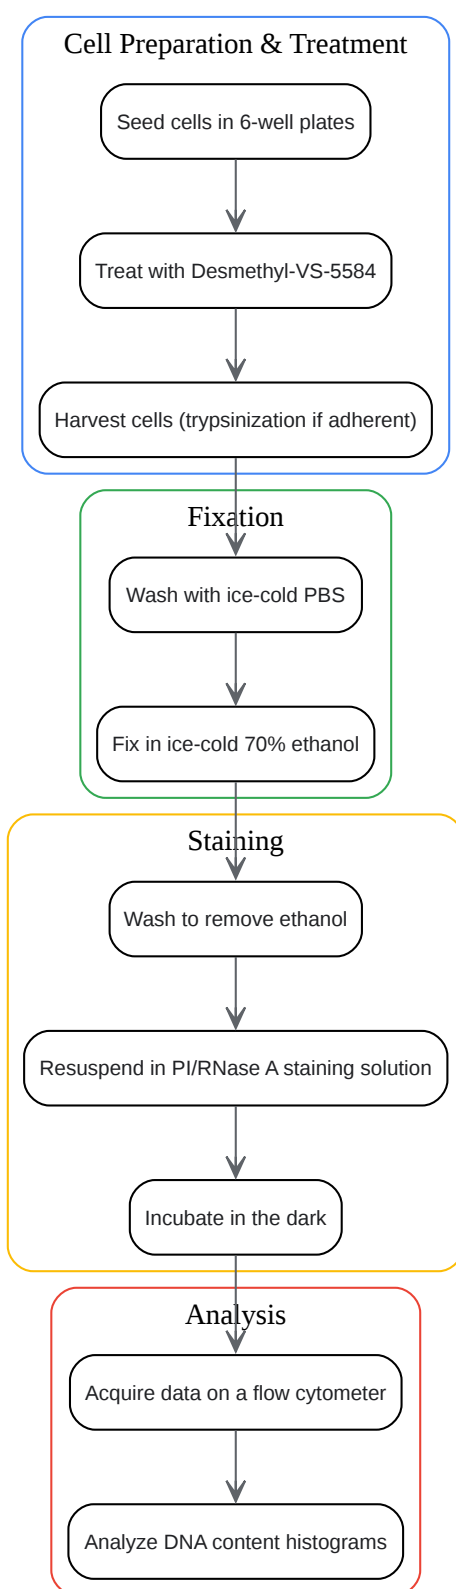 Cell Preparation & Treatment
Seed cells in 6-well plates
Treat with Desmethyl-VS-5584
Harvest cells (trypsinization if adherent)
Fixation
Wash with ice-cold PBS
Fix in ice-cold 70% ethanol
Staining
Wash to remove ethanol
Resuspend in PI/RNase A staining solution
Incubate in the dark
Analysis
Acquire data on a flow cytometer
Analyze DNA content histograms